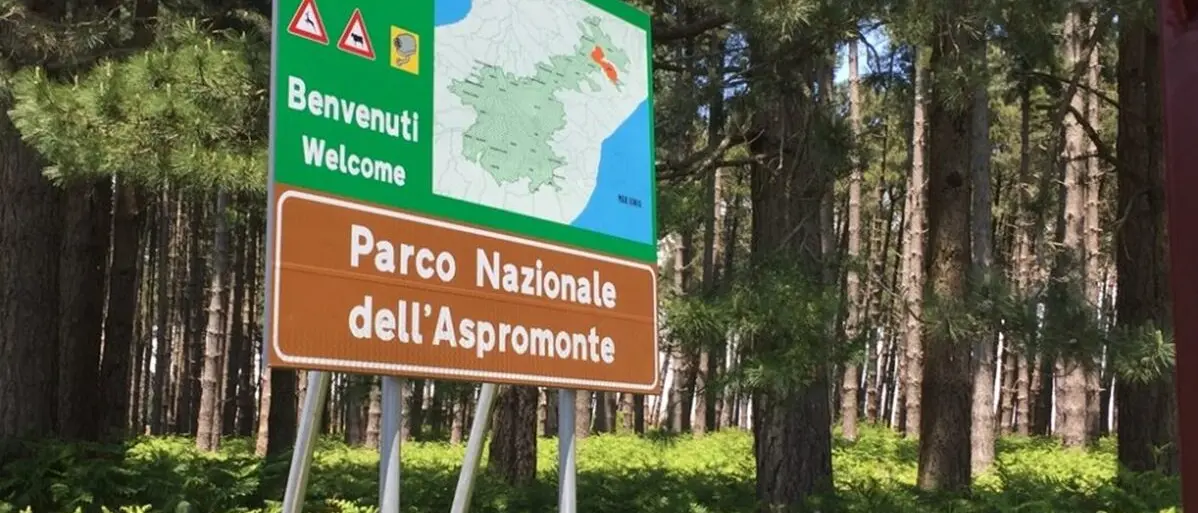 Benvenuti
Welcome
Parco Nazionale
dell'Aspromonte